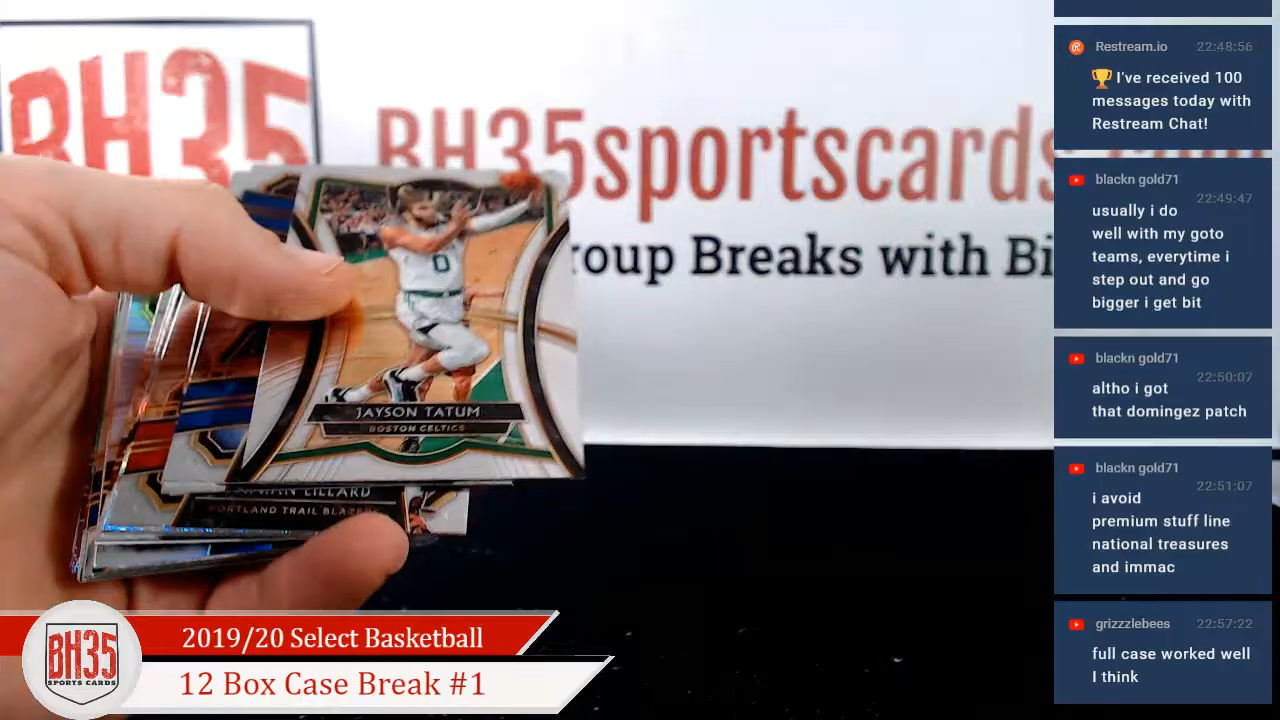 BH35
BH35sportscards
roup Breaks with Bi
0
JAYSON TATUM
BOSTON CELTICS
LILLARD
PORTLAND TRAIL BLAZERS
BH35
SPORTS CARDS
2019/20 Select Basketball
12 Box Case Break #1
Restream.io 22:48:56
🏆 I've received 100
messages today with
Restream Chat!
blackn gold71
22:49:47
usually i do
well with my goto
teams, everytime i
step out and go
bigger i get bit
blackn gold71
22:50:07
altho i got
that domingez patch
blackn gold71
22:51:07
i avoid
premium stuff line
national treasures
and immac
grizzzlebees 22:57:22
full case worked well
I think